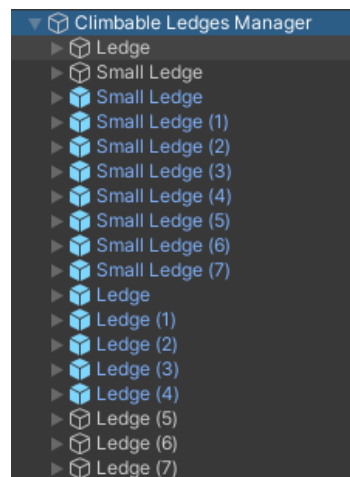 Climbable Ledges Manager
Ledge
Small Ledge
Small Ledge
Small Ledge (1)
Small Ledge (2)
Small Ledge (3)
Small Ledge (4)
Small Ledge (5)
Small Ledge (6)
Small Ledge (7)
Ledge
Ledge (1)
Ledge (2)
Ledge (3)
Ledge (4)
Ledge (5)
Ledge (6)
Ledge (7)